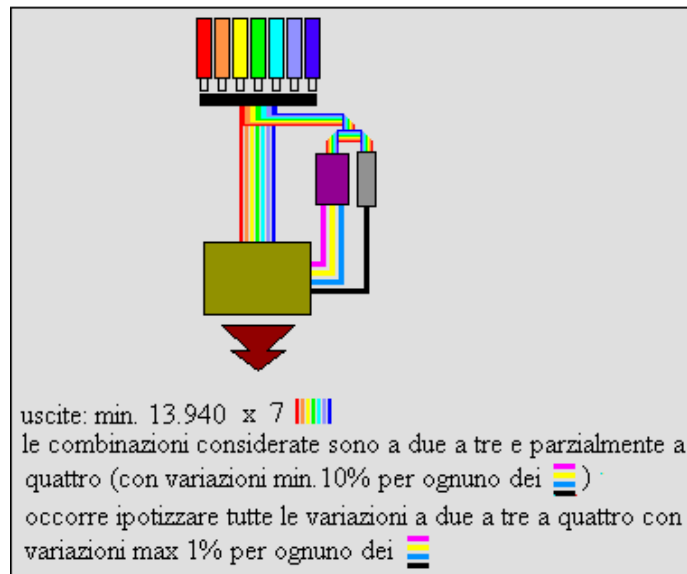 uscite: min. 13.940 x 7
le combinazioni considerate sono a due a tre e parzialmente a
quattro (con variazioni min.10% per ognuno dei )
occorre ipotizzare tutte le variazioni a due a tre a quattro con
variazioni max 1% per ognuno dei